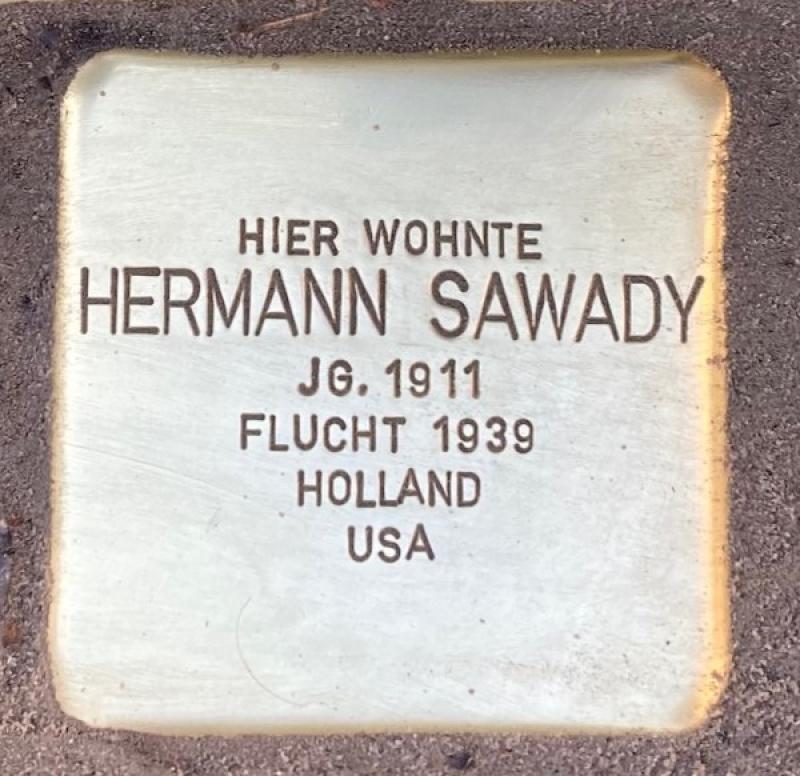 HIER WOHNTE
HERMANN SAWADY
JG. 1911
FLUCHT 1939
HOLLAND
USA